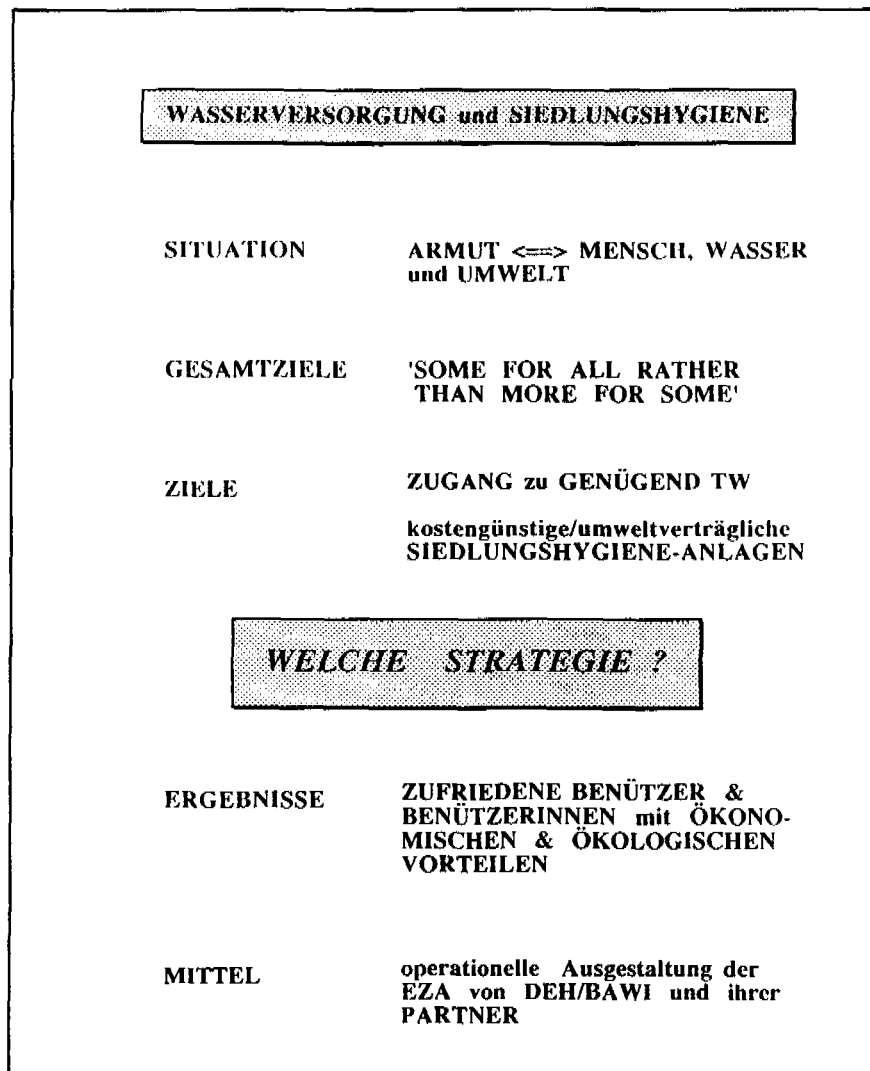 WASSERVERSORGUNG und SIEDLUNGSHYGIENE
SITUATION ARMUT <==> MENSCH, WASSER
und UMWELT
GESAMTZIELE 'SOME FOR ALL RATHER
THAN MORE FOR SOME'
ZIELE ZUGANG zu GENÜGEND TW
kostengünstige/umweltverträgliche
SIEDLUNGSHYGIENE-ANLAGEN
WELCHE STRATEGIE ?
ERGEBNISSE ZUFRIEDENE BENÜTZER &
BENÜTZERINNEN mit ÖKONO-
MISCHEN & ÖKOLOGISCHEN
VORTEILEN
MITTEL operationelle Ausgestaltung der
EZA von DEH/BAWI und ihrer
PARTNER